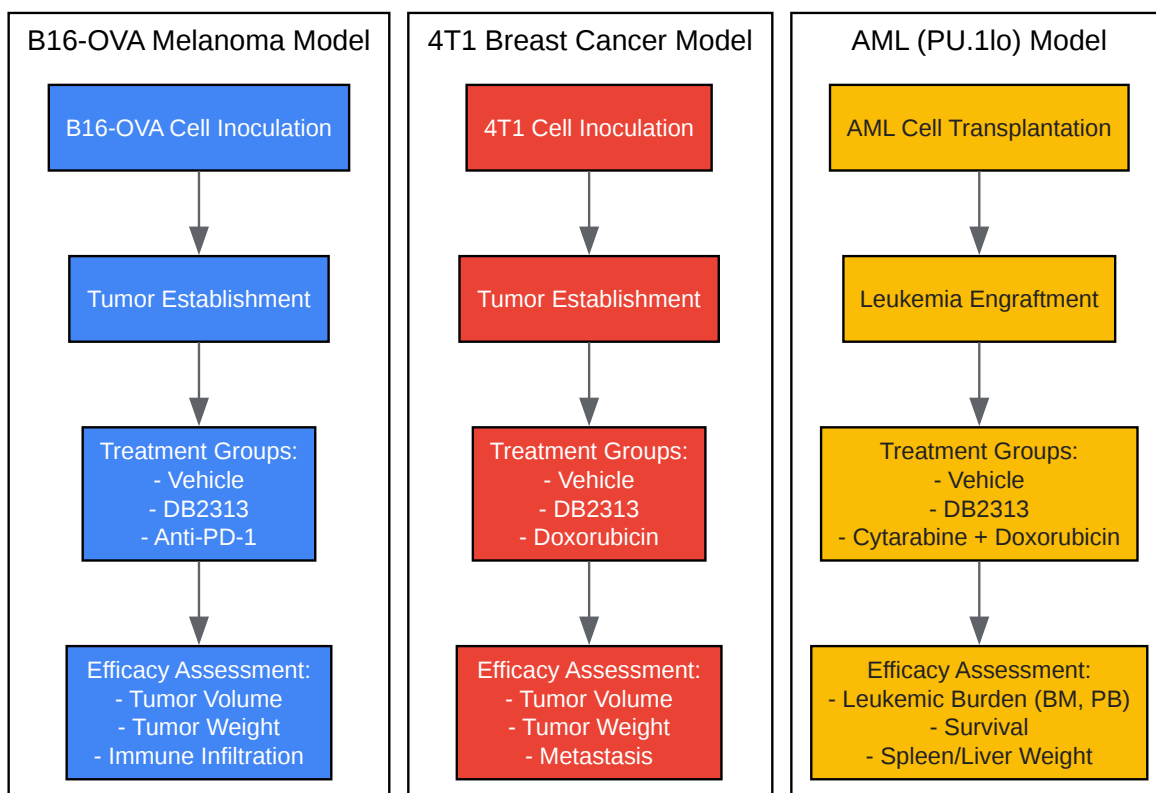 B16-OVA Melanoma Model
B16-OVA Cell Inoculation
Tumor Establishment
Treatment Groups:
- Vehicle
- DB2313
- Anti-PD-1
Efficacy Assessment:
- Tumor Volume
- Tumor Weight
- Immune Infiltration
4T1 Breast Cancer Model
4T1 Cell Inoculation
Tumor Establishment
Treatment Groups:
- Vehicle
- DB2313
- Doxorubicin
Efficacy Assessment:
- Tumor Volume
- Tumor Weight
- Metastasis
AML (PU.1lo) Model
AML Cell Transplantation
Leukemia Engraftment
Treatment Groups:
- Vehicle
- DB2313
- Cytarabine + Doxorubicin
Efficacy Assessment:
- Leukemic Burden (BM, PB)
- Survival
- Spleen/Liver Weight